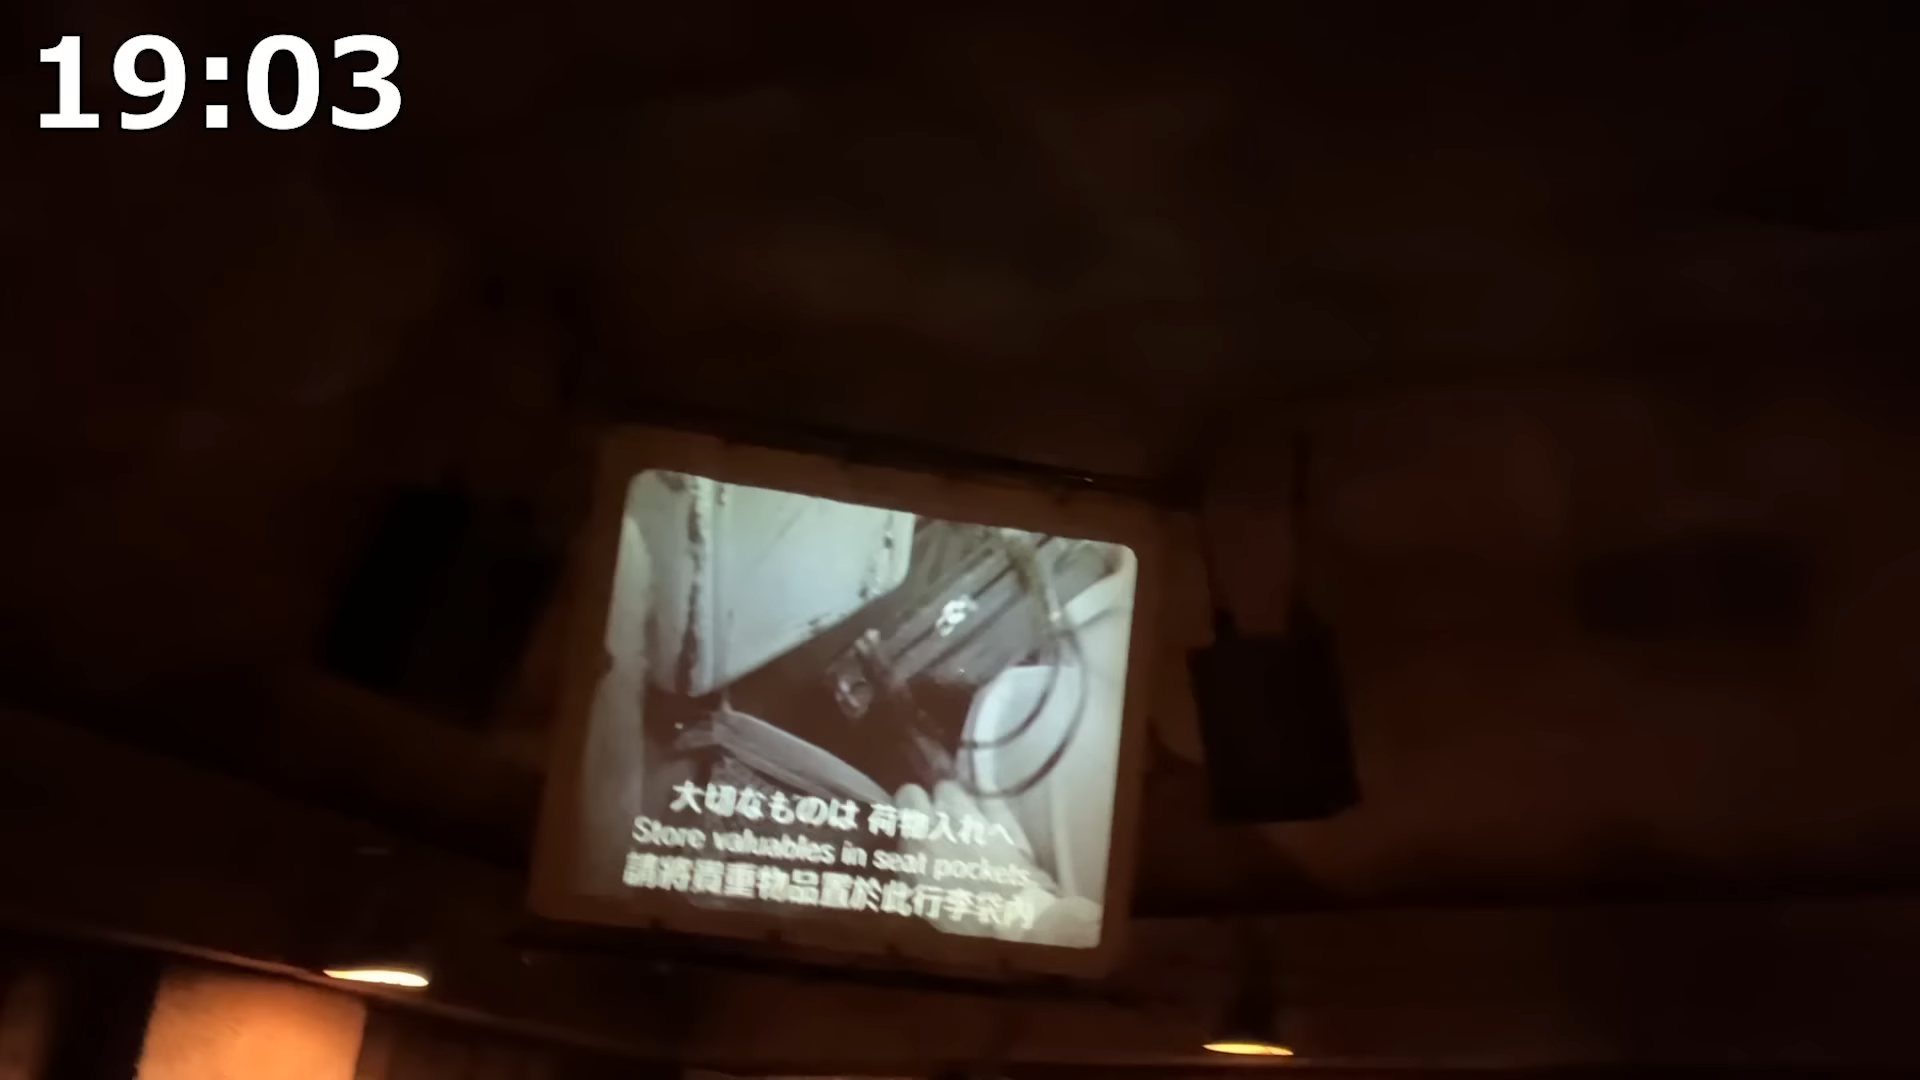 19:03
大切なものは 荷物入れへ
Store valuables in seat pockets.
請將貴重物品置於此行李袋內